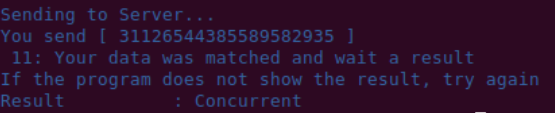 Sending to Server...
You send [ 31126544385589582935 ]
11: Your data was matched and wait a result
If the program does not show the result, try again
Result : Concurrent